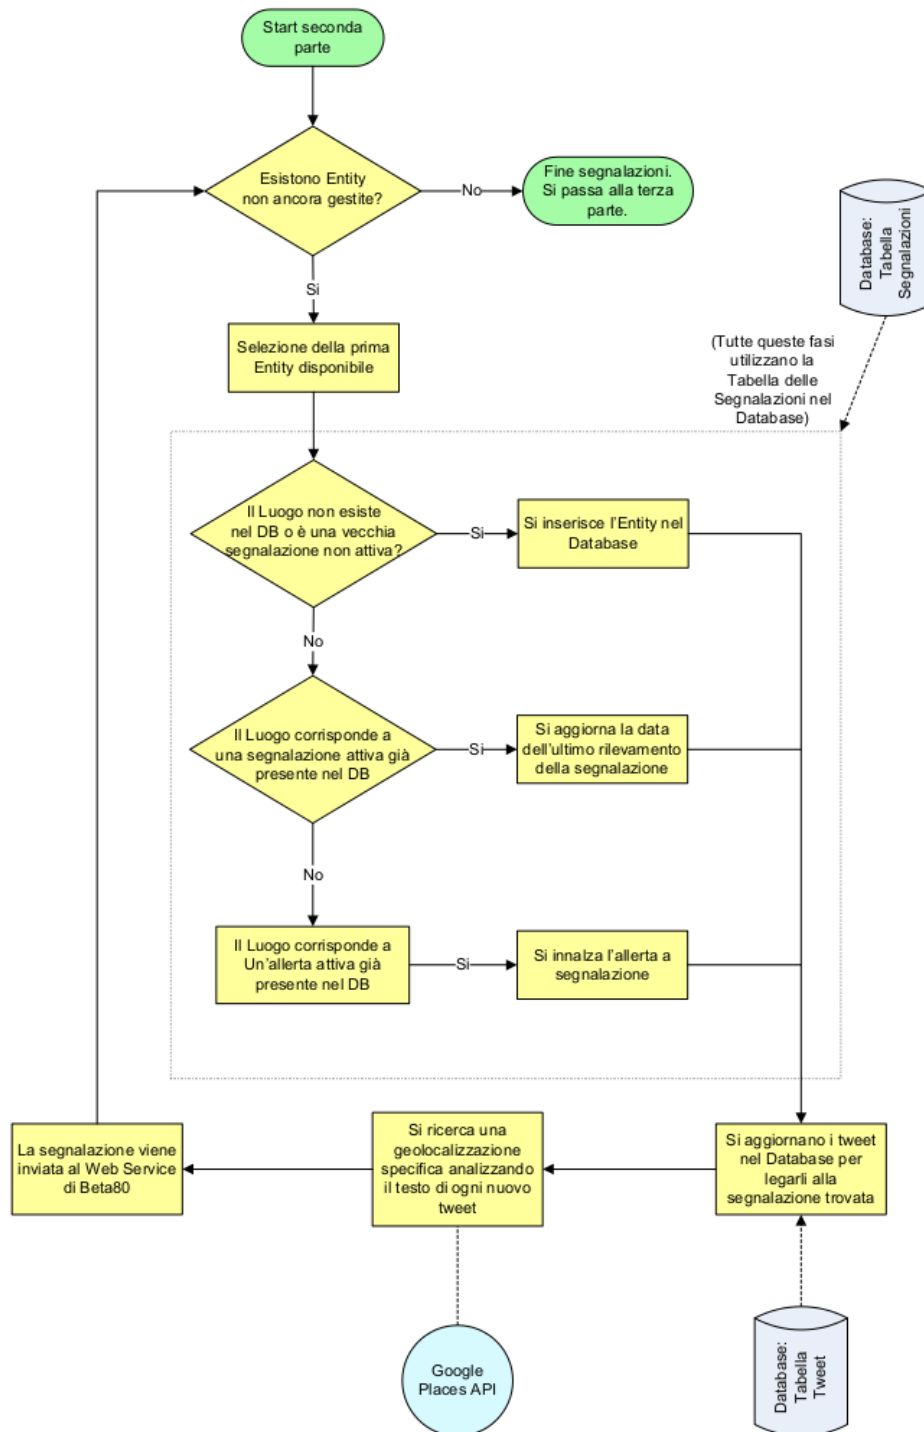 Start seconda
parte
Esistono Entity
non ancora gestite?
No
Fine segnalazioni.
Si passa alla terza
parte.
Database:
Tabella
Segnalazioni
Si
Selezione della prima
Entity disponibile
(Tutte queste fasi
utilizzano la
Tabella delle
Segnalazioni nel
Database)
Il Luogo non esiste
nel DB o è una vecchia
segnalazione non attiva?
Si
Si inserisce l'Entity nel
Database
No
Il Luogo corrisponde a
una segnalazione attiva già
presente nel DB
Si
Si aggiorna la data
dell'ultimo rilevamento
della segnalazione
No
Il Luogo corrisponde a
Un'allerta attiva già
presente nel DB
Si
Si innalza l'allerta a
segnalazione
La segnalazione viene
inviata al Web Service
di Beta80
Si ricerca una
geolocalizzazione
specifica analizzando
il testo di ogni nuovo
tweet
Si aggiornano i tweet
nel Database per
legarli alla
segnalazione trovata
Google
Places API
Database:
Tabella
Tweet